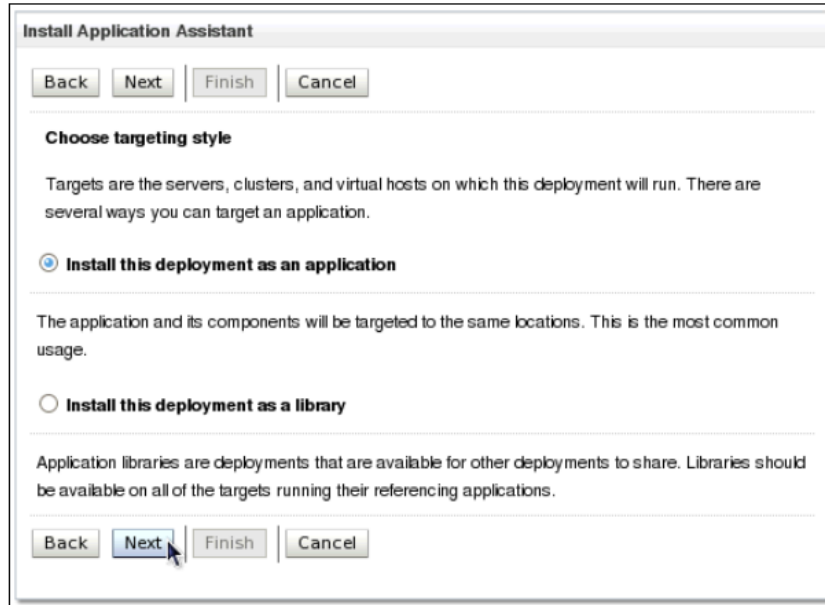 Install Application Assistant
Back Next Finish Cancel
Choose targeting style
Targets are the servers, clusters, and virtual hosts on which this deployment will run. There are
several ways you can target an application.
Install this deployment as an application
The application and its components will be targeted to the same locations. This is the most common
usage.
Install this deployment as a library
Application libraries are deployments that are available for other deployments to share. Libraries should
be available on all of the targets running their referencing applications.
Back Next Finish Cancel